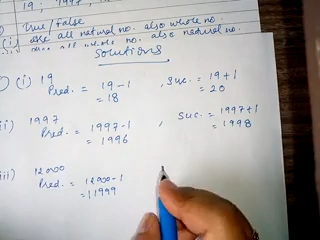 19, 1997,
True/false
(i) are all natural no. also whole no.
all whole no. also natural no.
Solutions
(i) 19
Pred. = 19-1 , Suc. = 19+1
= 18 = 20
ii) 1997
Pred. = 1997-1 , Suc. = 1997+1
= 1996 = 1998
iii) 12000
Pred. = 12000-1
= 11999